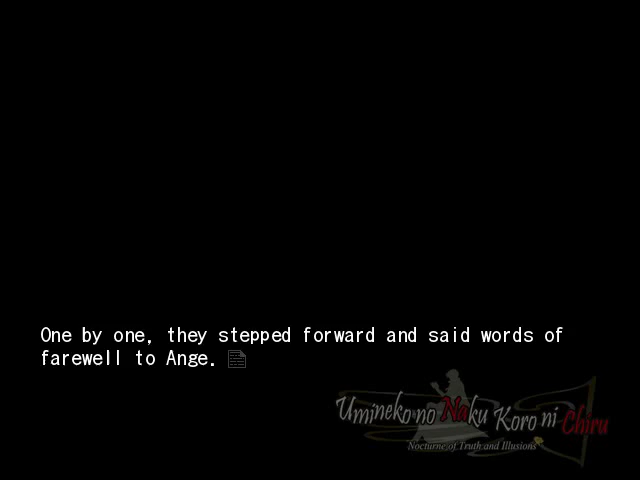 One by one, they stepped forward and said words of
farewell to Ange.
Umineko no Naku Koro ni Chiru
Nocturne of Truth and Illusions